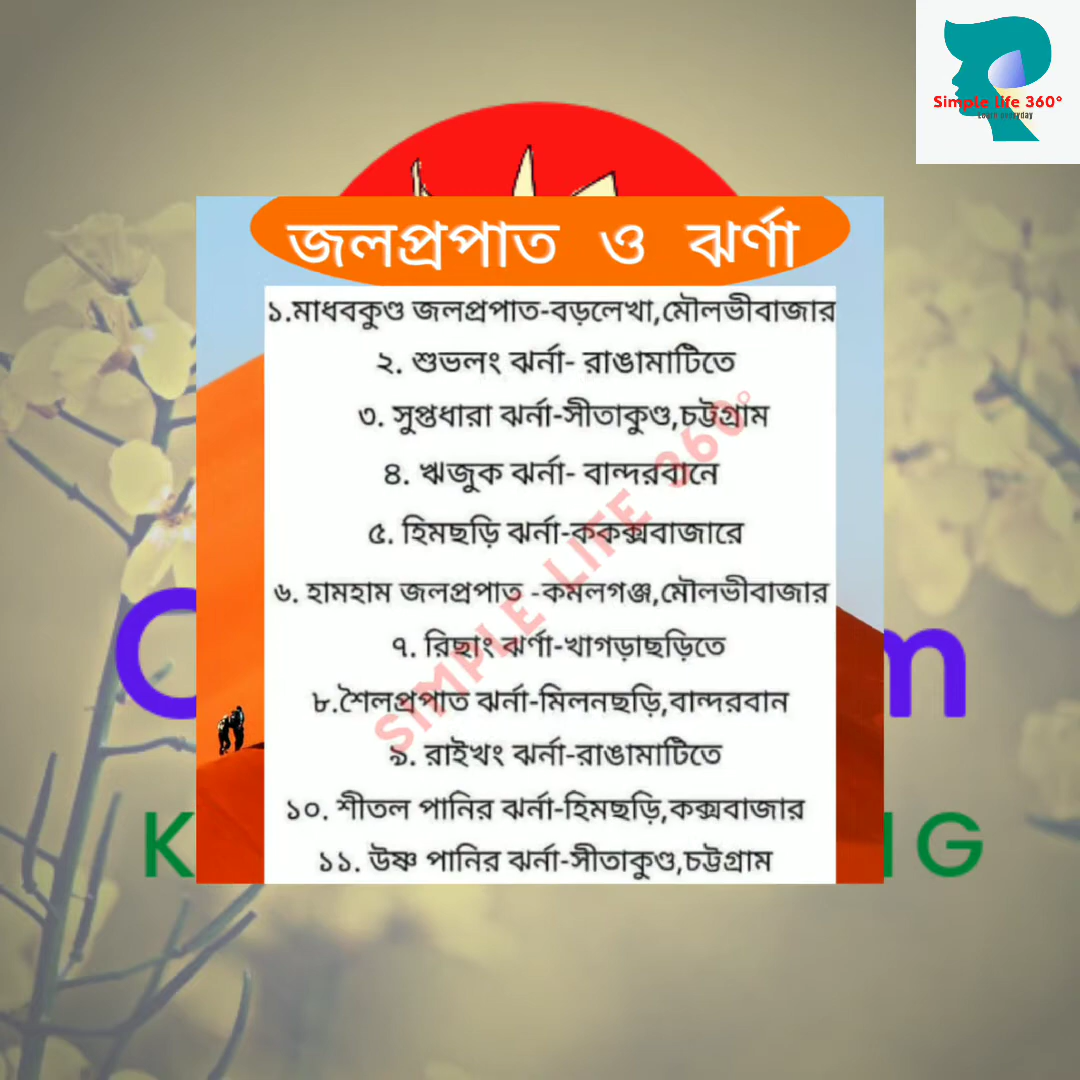 Simple life 360°
Learn everyday
জলপ্রপাত ও ঝর্ণা
১.মাধবকুণ্ড জলপ্রপাত-বড়লেখা,মৌলভীবাজার
২. শুভলং ঝর্না- রাঙামাটিতে
৩. সুপ্তধারা ঝর্না-সীতাকুণ্ড,চট্টগ্রাম
৪. ঋজুক ঝর্না- বান্দরবানে
৫. হিমছড়ি ঝর্না-ককক্সবাজারে
৬. হামহাম জলপ্রপাত -কমলগঞ্জ,মৌলভীবাজার
৭. রিছাং ঝর্ণা-খাগড়াছড়িতে
৮.শৈলপ্রপাত ঝর্না-মিলনছড়ি,বান্দরবান
৯. রাইখং ঝর্না-রাঙামাটিতে
১০. শীতল পানির ঝর্না-হিমছড়ি,কক্সবাজার
১১. উষ্ণ পানির ঝর্না-সীতাকুণ্ড,চট্টগ্রাম
SIMPLE LIFE 360°